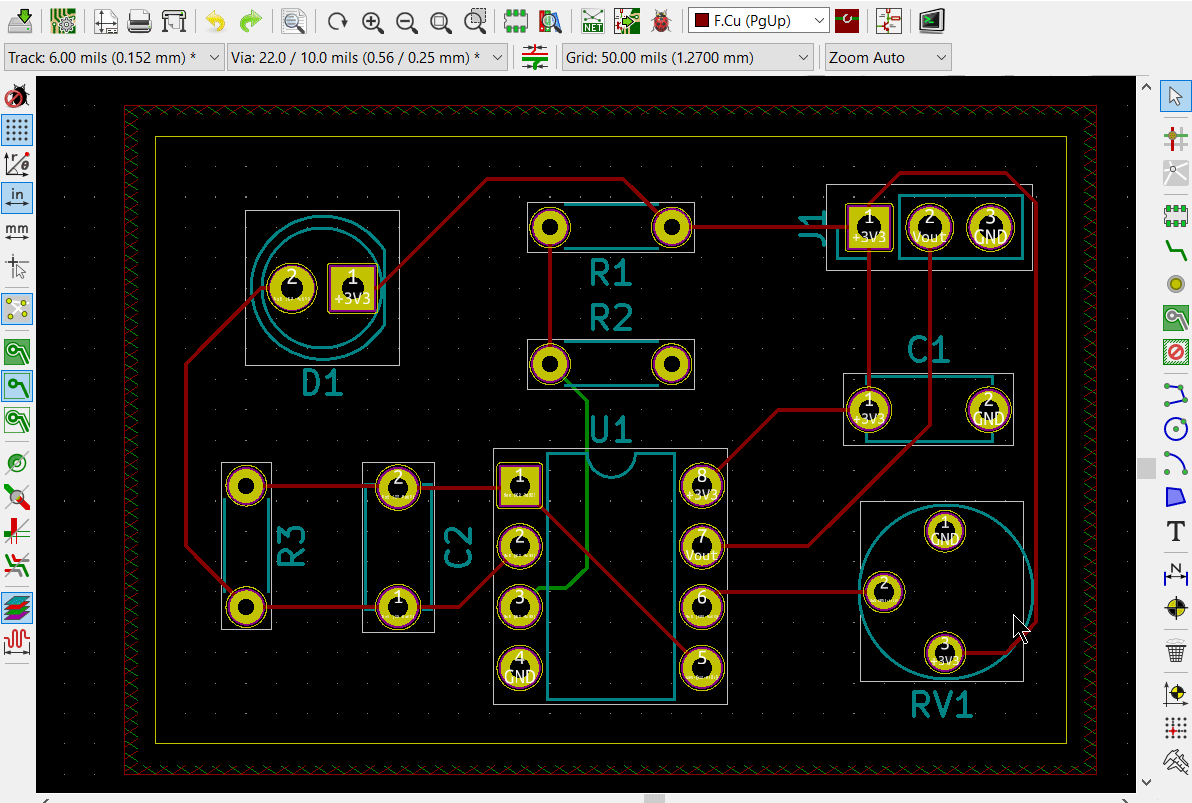 NET
F.Cu (PgUp)
Track: 6.00 mils (0.152 mm) *
Via: 22.0 / 10.0 mils (0.56 / 0.25 mm) *
Grid: 50.00 mils (1.2700 mm)
Zoom Auto
in
mm
T
N
2
1
+3V3
D1
R1
R2
J1
1
+3V3
2
Vout
3
GND
C1
1
+3V3
2
GND
U1
1
2
3
4
GND
8
+3V3
7
Vout
6
5
R3
2
1
C2
1
GND
2
3
+3V3
RV1